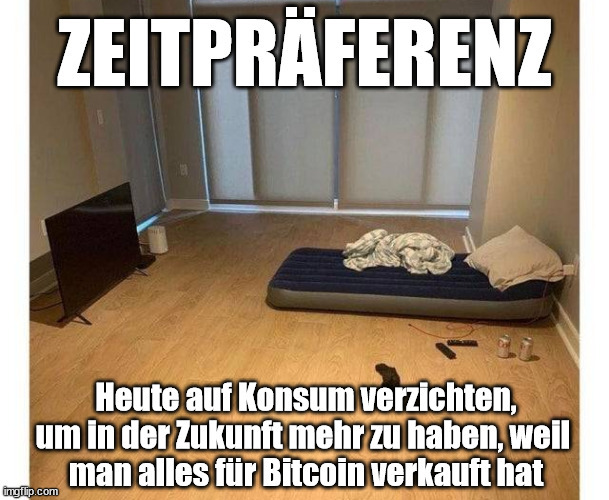 ZEITPRÄFERENZ
Heute auf Konsum verzichten,
um in der Zukunft mehr zu haben, weil
man alles für Bitcoin verkauft hat
imgflip.com